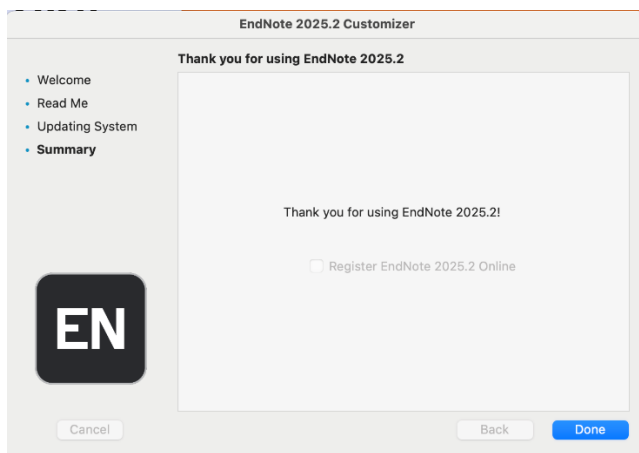 EndNote 2025.2 Customizer
Thank you for using EndNote 2025.2
• Welcome
• Read Me
• Updating System
• Summary
Thank you for using EndNote 2025.2!
Register EndNote 2025.2 Online
EN
Cancel
Back
Done